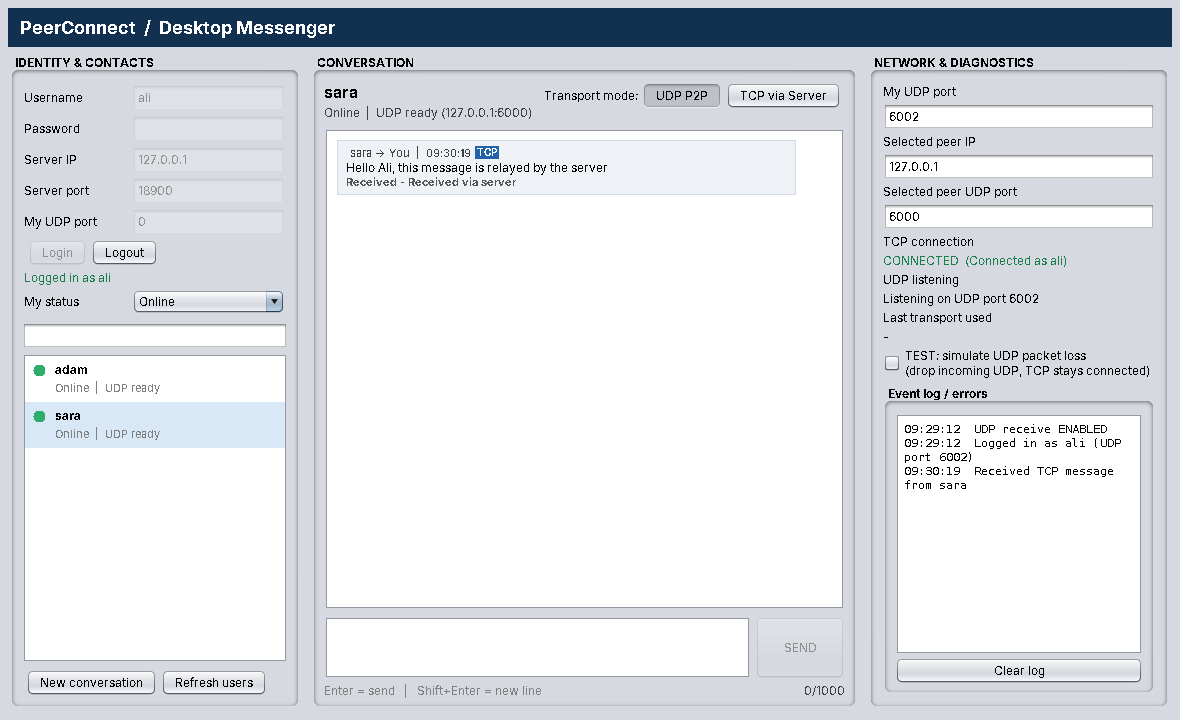 PeerConnect / Desktop Messenger
IDENTITY & CONTACTS
Username
ali
Password
Server IP
127.0.0.1
Server port
18900
My UDP port
0
Login
Logout
Logged in as ali
My status
Online
adam
Online | UDP ready
sara
Online | UDP ready
New conversation
Refresh users
CONVERSATION
sara
Online | UDP ready (127.0.0.1:6000)
Transport mode:
UDP P2P
TCP via Server
sara → You | 09:30:19 TCP
Hello Ali, this message is relayed by the server
Received - Received via server
SEND
Enter = send | Shift+Enter = new line
0/1000
NETWORK & DIAGNOSTICS
My UDP port
6002
Selected peer IP
127.0.0.1
Selected peer UDP port
6000
TCP connection
CONNECTED (Connected as ali)
UDP listening
Listening on UDP port 6002
Last transport used
-
TEST: simulate UDP packet loss
(drop incoming UDP, TCP stays connected)
Event log / errors
09:29:12 UDP receive ENABLED
09:29:12 Logged in as ali (UDP
port 6002)
09:30:19 Received TCP message
from sara
Clear log